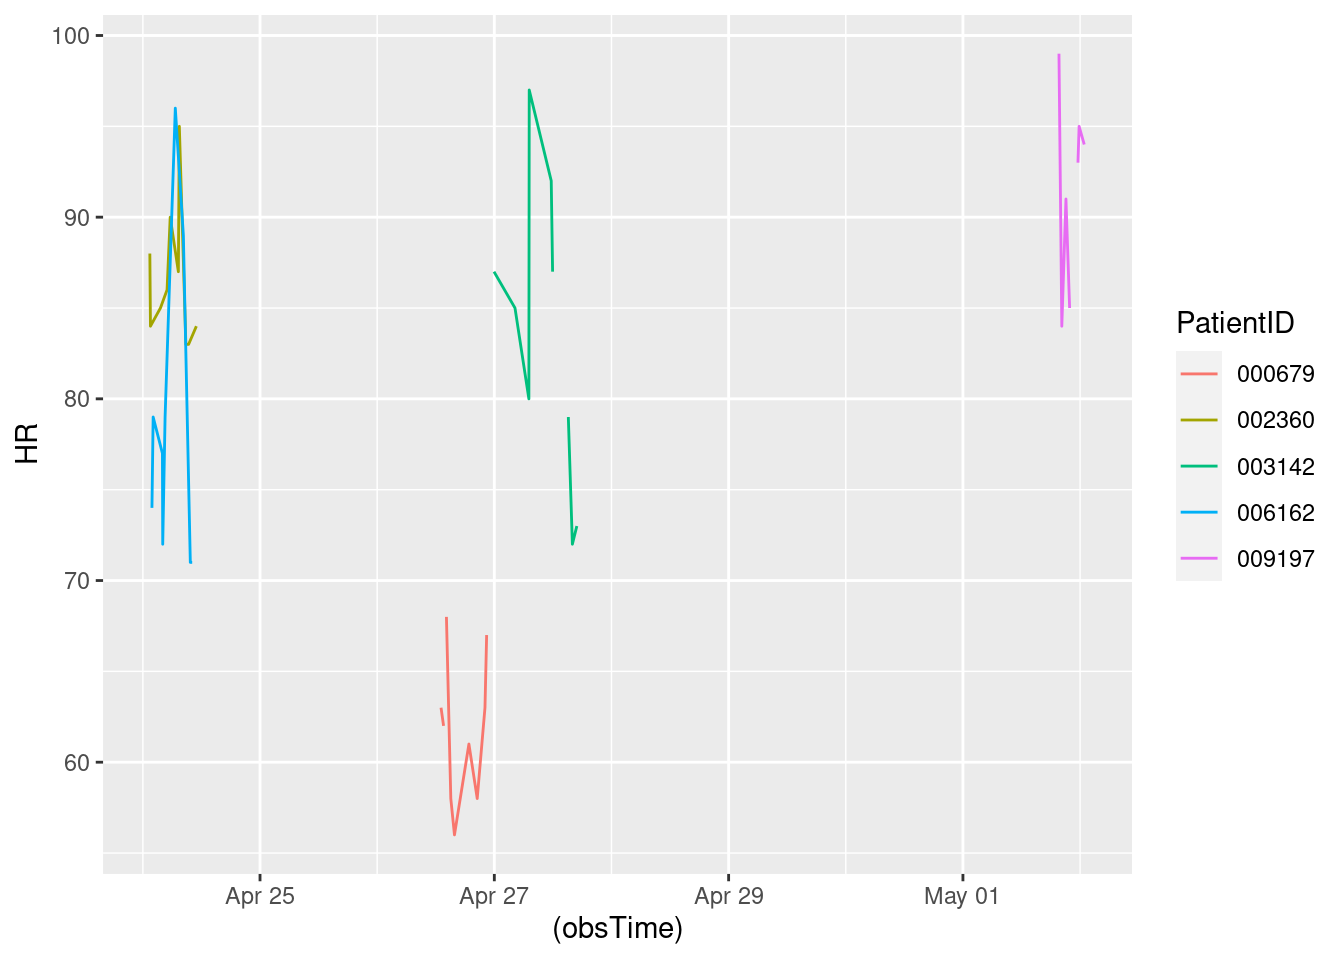 100
90
80
70
60
HR
Apr 25
Apr 27
Apr 29
May 01
(obsTime)
PatientID
000679
002360
003142
006162
009197